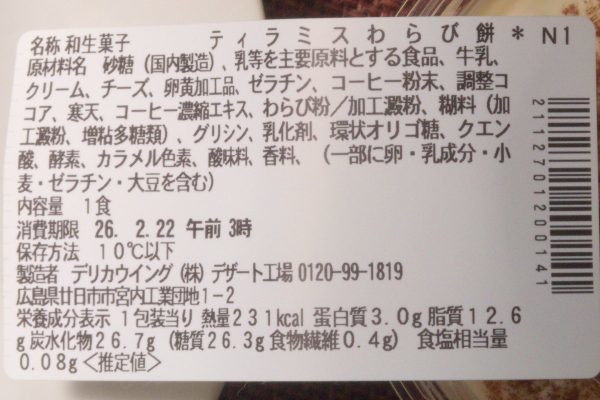 名称 和生菓子 ティラミスわらび餅＊ N1
原材料名 砂糖（国内製造）、乳等を主要原料とする食品、牛乳、
クリーム、チーズ、卵黄加工品、ゼラチン、コーヒー粉末、調整コ
コア、寒天、コーヒー濃縮エキス、わらび粉／加工澱粉、糊料（加
工澱粉、増粘多糖類）、グリシン、乳化剤、環状オリゴ糖、クエン
酸、酵素、カラメル色素、酸味料、香料、（一部に卵・乳成分・小
麦・ゼラチン・大豆を含む）
内容量 1食
消費期限 26. 2.22 午前 3時
保存方法 10℃以下
製造者 デリカウイング（株）デザート工場 0120-99-1819
広島県廿日市市宮内工業団地1-2
栄養成分表示 1包装当り 熱量231kcal 蛋白質3.0g 脂質12.6
g 炭水化物26.7g（糖質26.3g 食物繊維0.4g） 食塩相当量
0.08g＜推定値＞
2112701200141